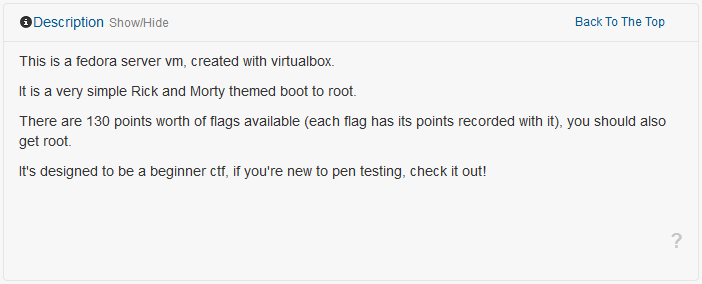 Description Show/Hide Back To The Top
This is a fedora server vm, created with virtualbox.
It is a very simple Rick and Morty themed boot to root.
There are 130 points worth of flags available (each flag has its points recorded with it), you should also
get root.
It's designed to be a beginner ctf, if you're new to pen testing, check it out!
?